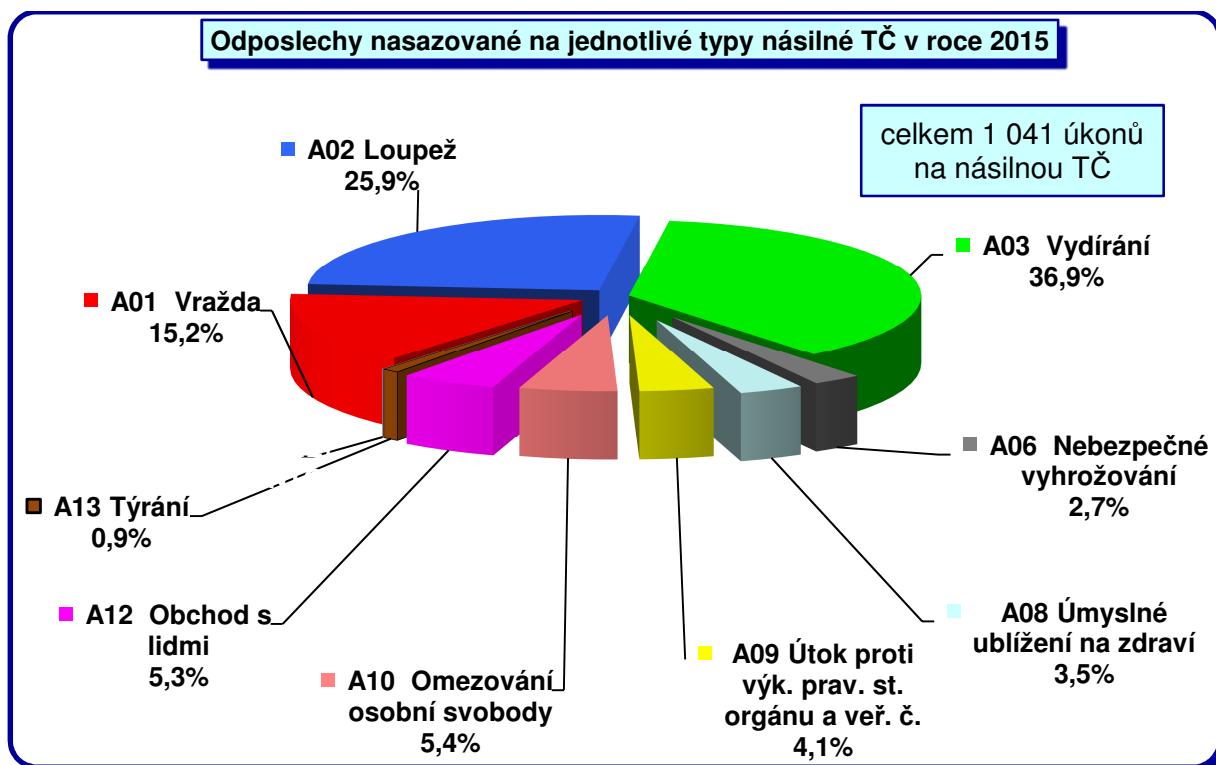 Odposlechy nasazované na jednotlivé typy násilné TČ v roce 2015
celkem 1 041 úkonů
na násilnou TČ
A02 Loupež
25,9%
A03 Vydírání
36,9%
A01 Vražda
15,2%
A06 Nebezpečné
vyhrožování
2,7%
A13 Týrání
0,9%
A12 Obchod s
lidmi
5,3%
A10 Omezování
osobní svobody
5,4%
A09 Útok proti
výk. prav. st.
orgánu a veř. č.
4,1%
A08 Úmyslné
ublížení na zdraví
3,5%